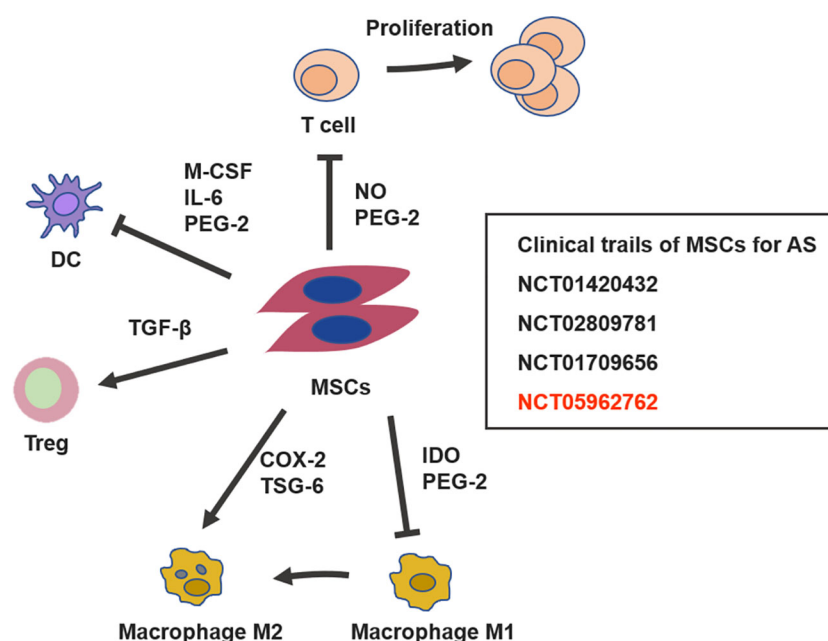 Proliferation
T cell
M-CSF
IL-6
PEG-2
NO
PEG-2
DC
Clinical trails of MSCs for AS
NCT01420432
NCT02809781
NCT01709656
NCT05962762
TGF-β
MSCs
Treg
COX-2
TSG-6
IDO
PEG-2
Macrophage M2
Macrophage M1